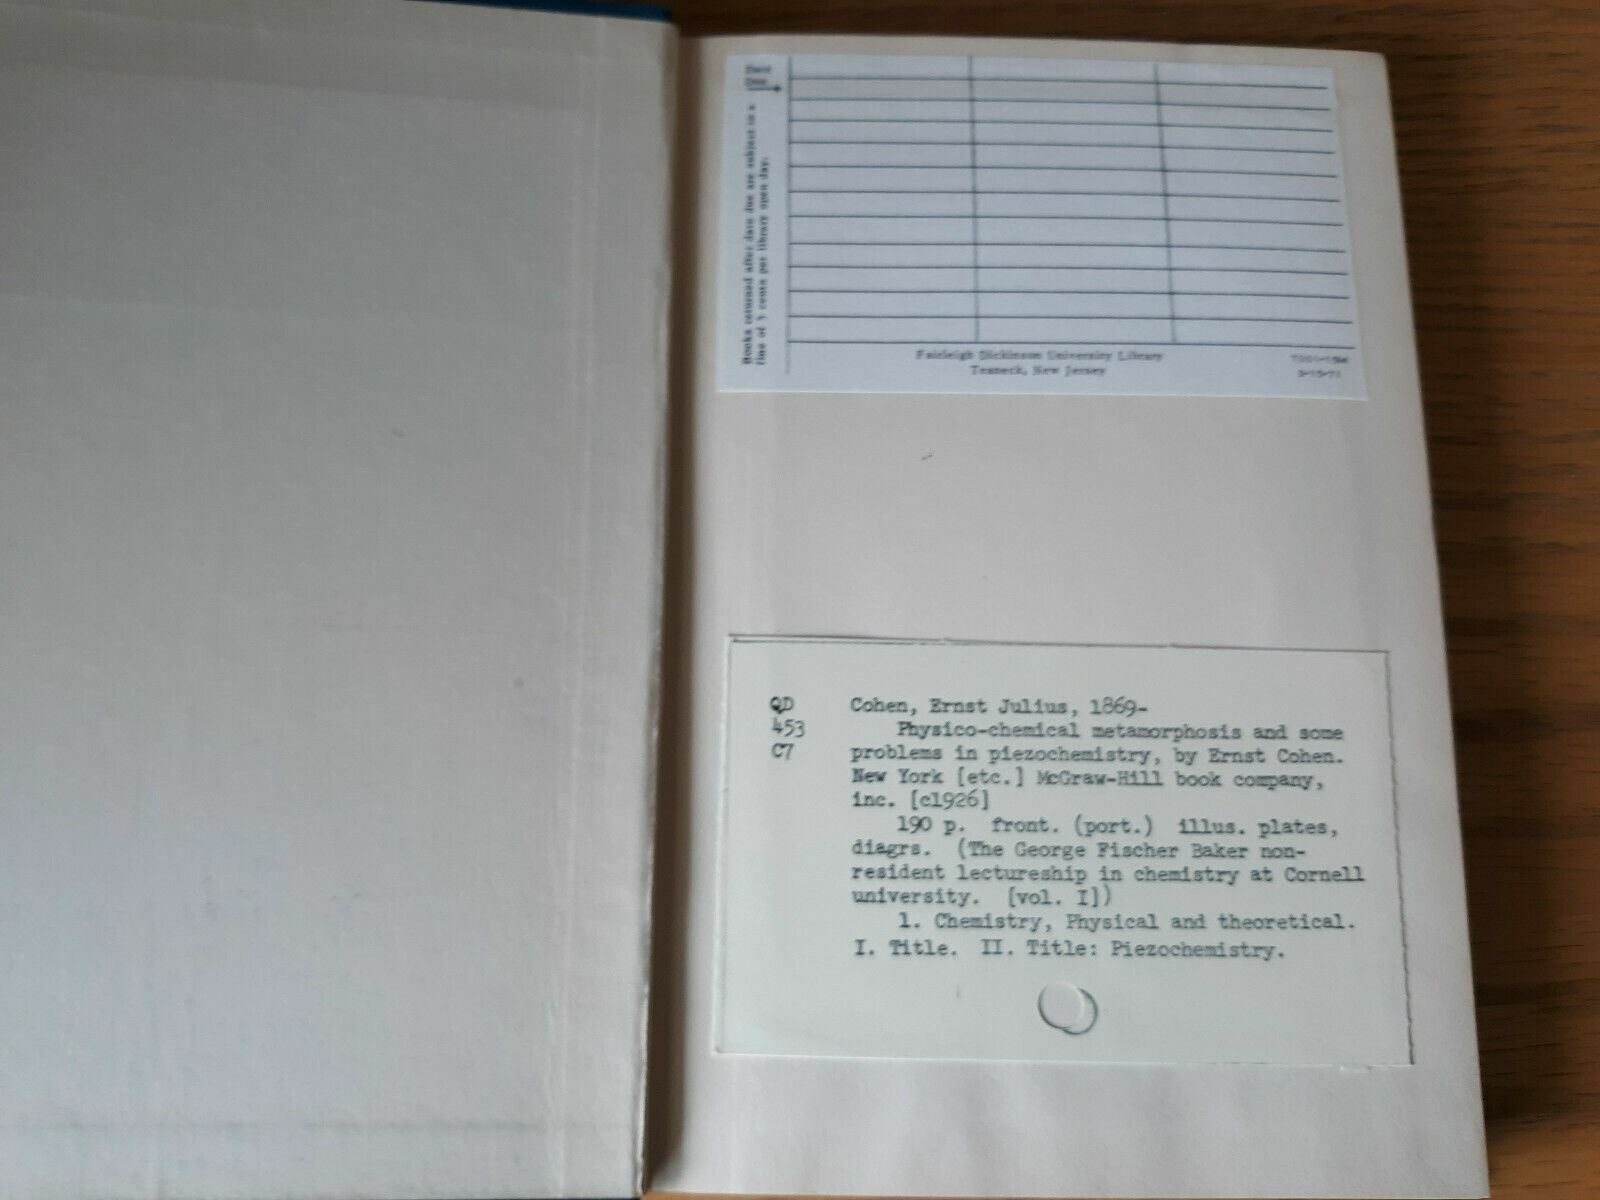 Date
Due
Books returned after date due are subject to a
fine of 5 cents per library open day.
Fairleigh Dickinson University Library
Teaneck, New Jersey
3-15-71
QD
453
C7
Cohen, Ernst Julius, 1869-
Physico-chemical metamorphosis and some
problems in piezochemistry, by Ernst Cohen.
New York [etc.] McGraw-Hill book company,
inc. [c1926]
190 p. front. (port.) illus. plates,
diagrs. (The George Fischer Baker non-
resident lectureship in chemistry at Cornell
university. [vol. I])
1. Chemistry, Physical and theoretical.
I. Title. II. Title: Piezochemistry.